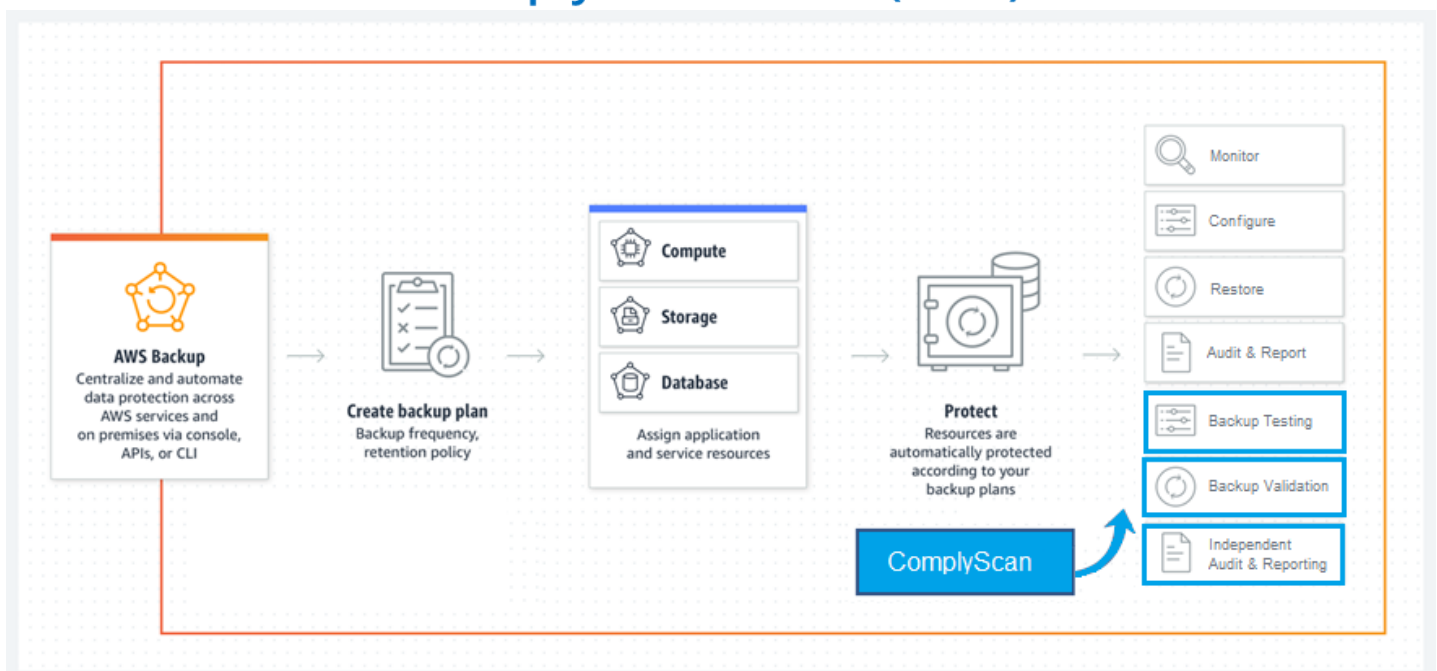 AWS Backup
Centralize and automate
data protection across
AWS services and
on premises via console,
APIs, or CLI
Create backup plan
Backup frequency,
retention policy
Compute
Storage
Database
Assign application
and service resources
Protect
Resources are
automatically protected
according to your
backup plans
ComplyScan
Monitor
Configure
Restore
Audit & Report
Backup Testing
Backup Validation
Independent
Audit & Reporting